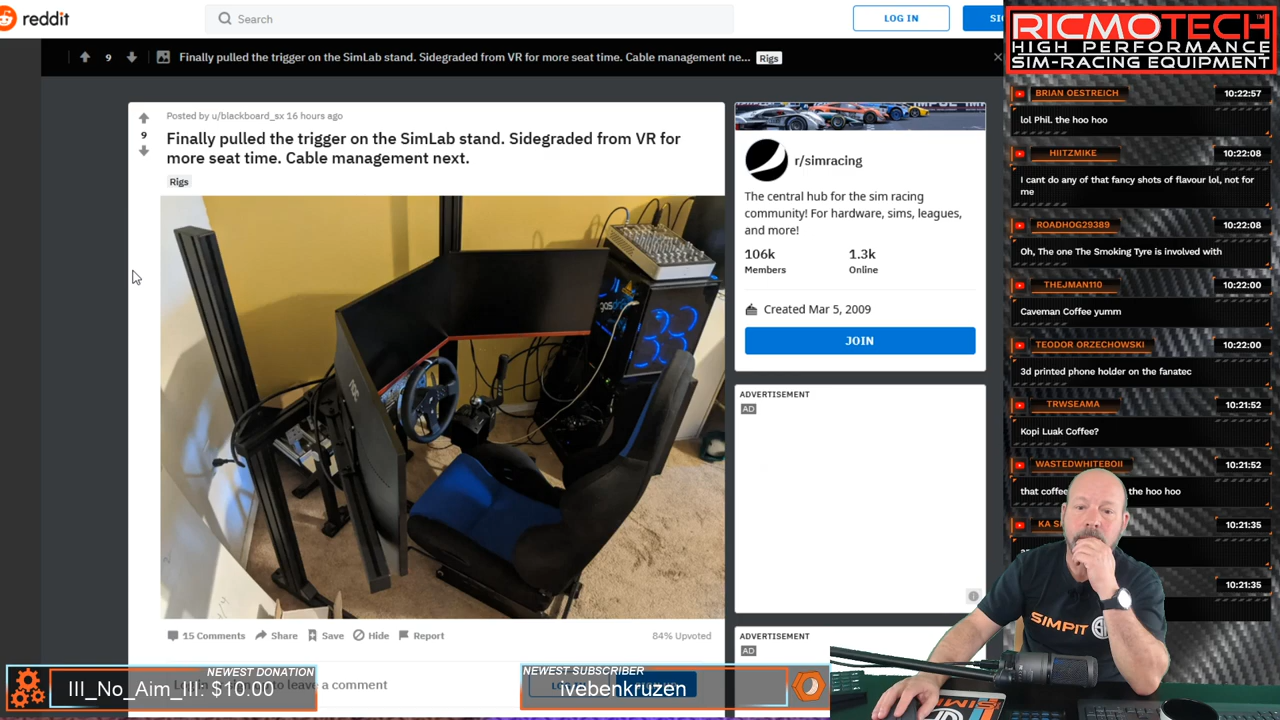 reddit
Search
LOG IN
9
Finally pulled the trigger on the SimLab stand. Sidegraded from VR for more seat time. Cable management ne...
Rigs
Posted by u/blackboard_sx 16 hours ago
9
Finally pulled the trigger on the SimLab stand. Sidegraded from VR for
more seat time. Cable management next.
Rigs
15 Comments
Share
Save
Hide
Report
84% Upvoted
r/simracing
The central hub for the sim racing
community! For hardware, sims, leagues,
and more!
106k
1.3k
Members
Online
Created Mar 5, 2009
JOIN
ADVERTISEMENT
AD
ADVERTISEMENT
AD
RICMOTECH
HIGH PERFORMANCE
SIM-RACING EQUIPMENT
BRIAN OESTREICH
10:22:57
lol Phil. the hoo hoo
HIITZMIKE
10:22:08
I cant do any of that fancy shots of flavour lol, not for
me
ROADHOG29389
10:22:08
Oh, The one The Smoking Tyre is involved with
THEJMAN110
10:22:00
Caveman Coffee yumm
TEODOR ORZECHOWSKI
10:22:00
3d printed phone holder on the fanatec
TRWSEAMA
10:21:52
Kopi Luak Coffee?
WASTEDWHITEBOII
10:21:52
that coffee the hoo hoo
10:21:35
10:21:35
SIMPIT
NEWEST DONATION
III_No_Aim_III: $10.00
to leave a comment
NEWEST SUBSCRIBER
ivebenkruzen